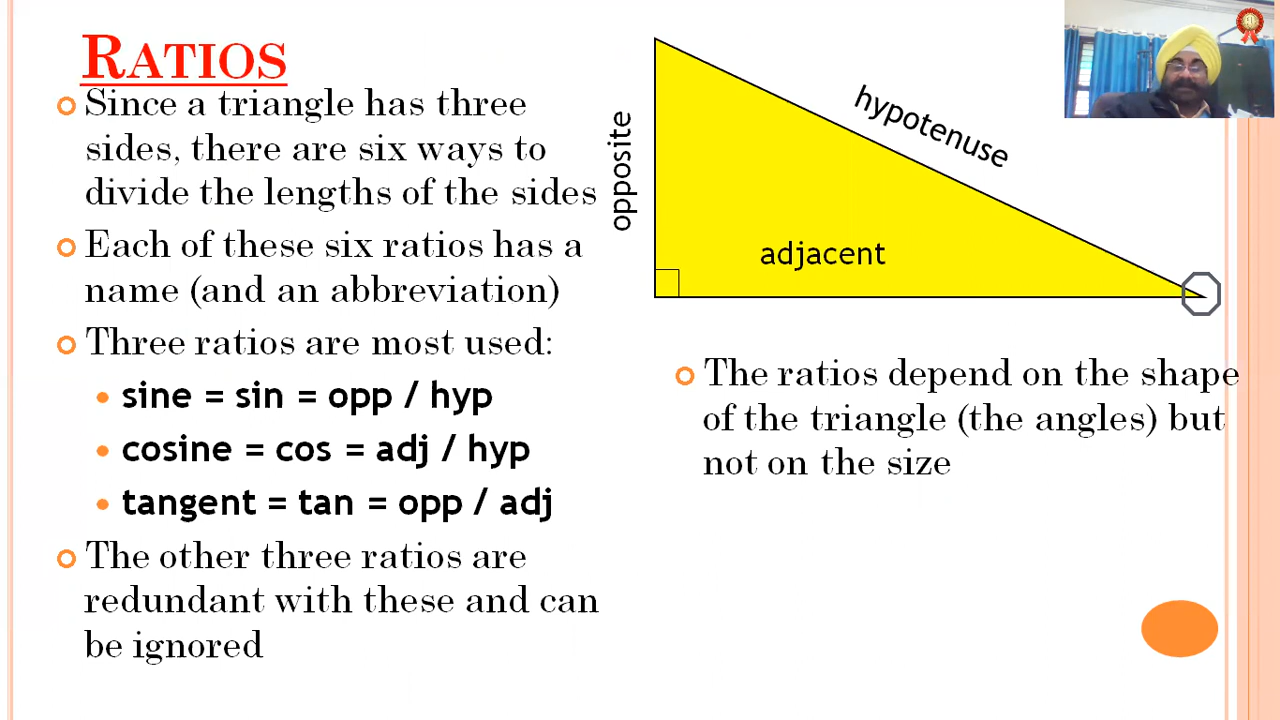 RATIOS
Since a triangle has three
sides, there are six ways to
divide the lengths of the sides
Each of these six ratios has a
name (and an abbreviation)
Three ratios are most used:
sine = sin = opp / hyp
cosine = cos = adj / hyp
tangent = tan = opp / adj
The other three ratios are
redundant with these and can
be ignored
opposite
hypotenuse
adjacent
The ratios depend on the shape
of the triangle (the angles) but
not on the size